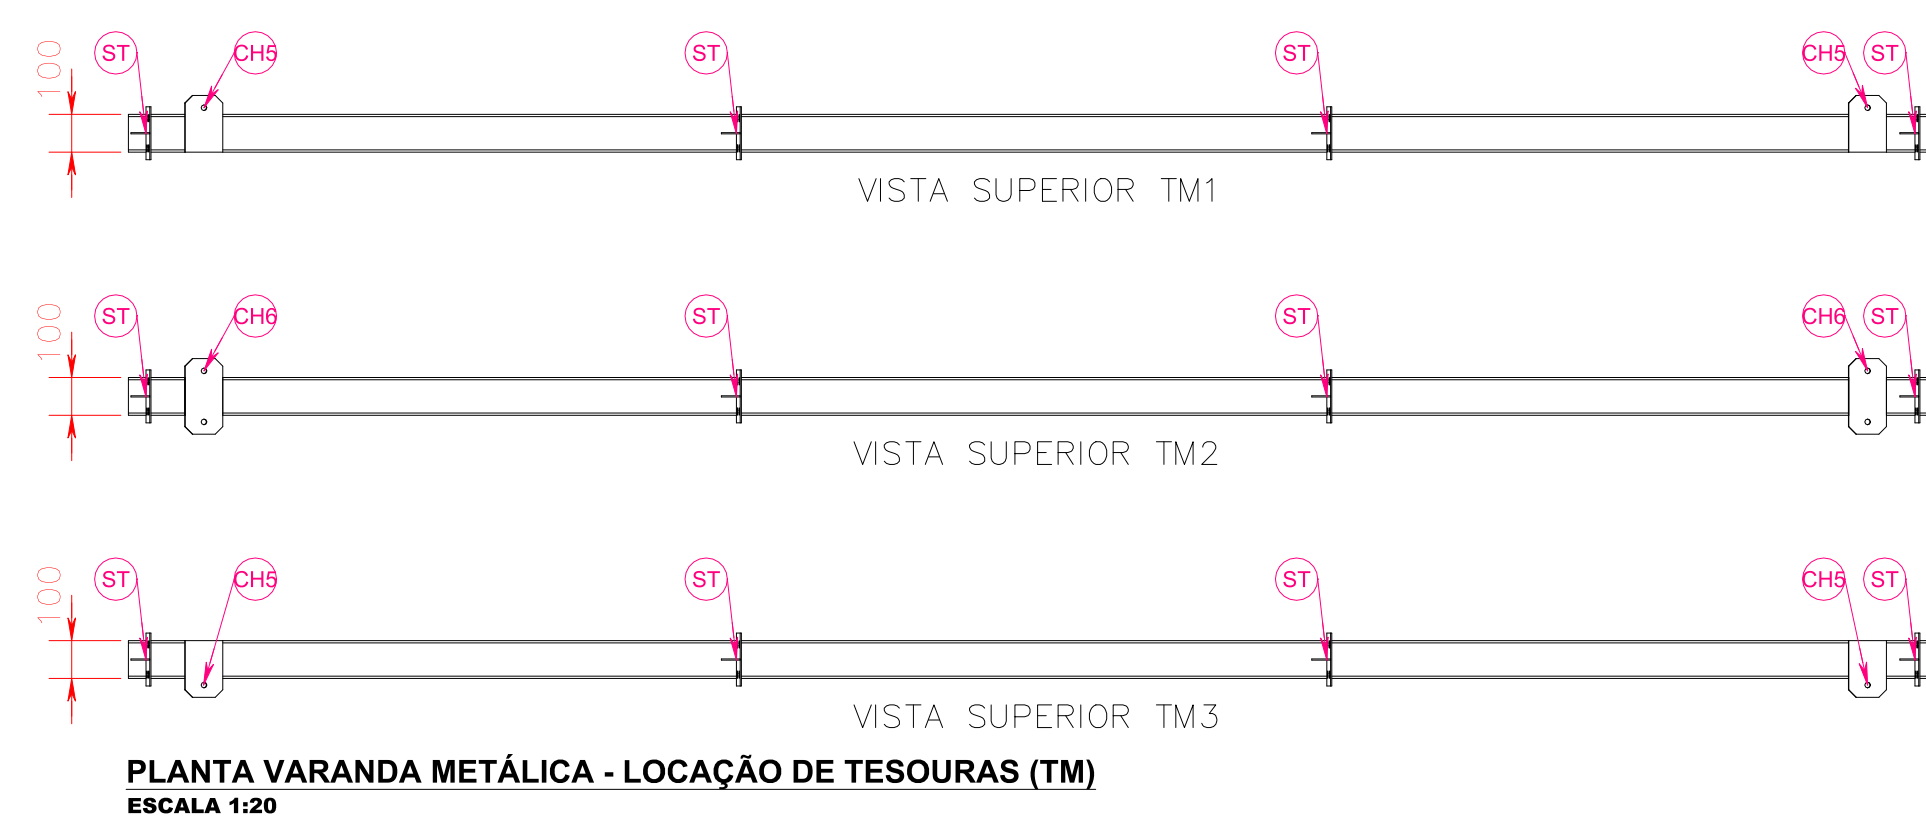 100
ST CH5 ST ST CH5 ST
VISTA SUPERIOR TM1
100
ST CH6 ST ST CH6 ST
VISTA SUPERIOR TM2
100
ST CH5 ST ST CH5 ST
VISTA SUPERIOR TM3
PLANTA VARANDA METÁLICA - LOCAÇÃO DE TESOURAS (TM)
ESCALA 1:20